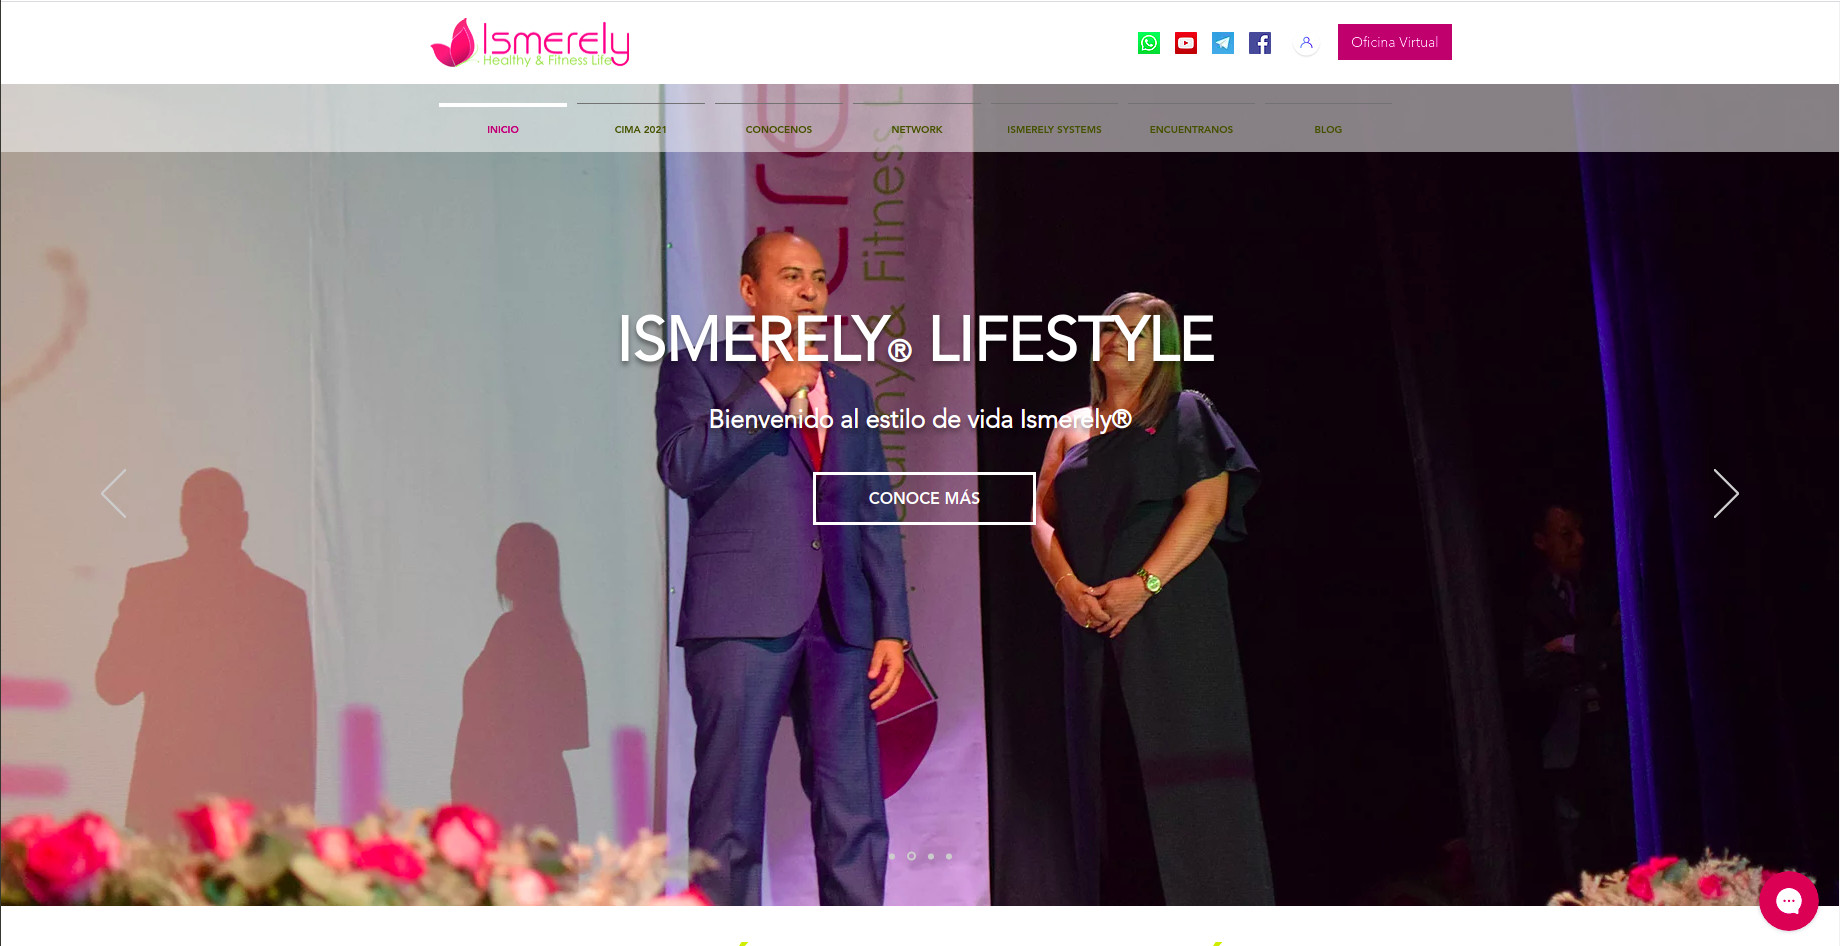 Ismerely
Healthy & Fitness Life
Oficina Virtual
INICIO
CIMA 2021
CONOCENOS
NETWORK
ISMERELY SYSTEMS
ENCUENTRANOS
BLOG
& Fitness L
ISMERELY® LIFESTYLE
Bienvenido al estilo de vida Ismerely®
CONOCE MÁS